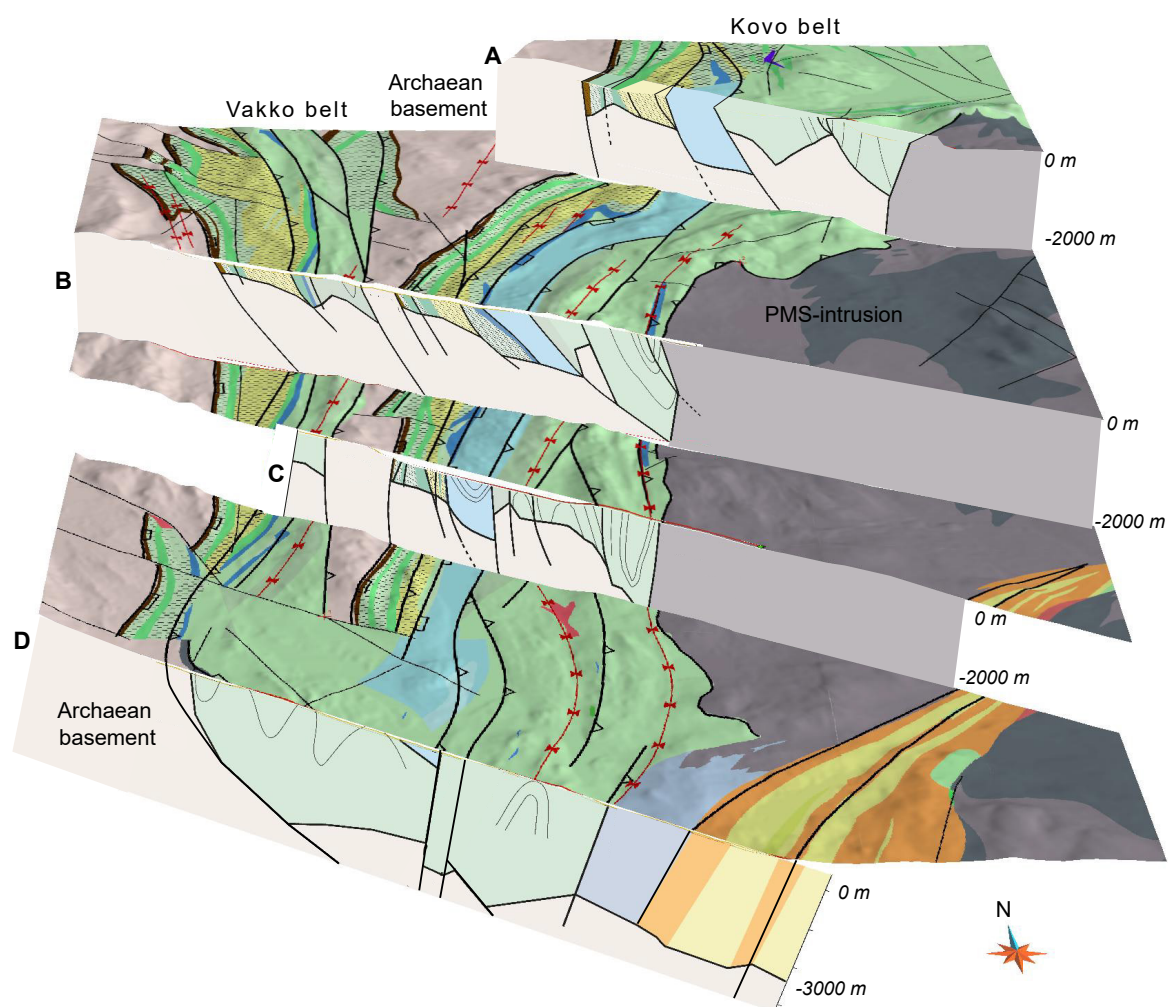 Kovo belt
A
Archaean
basement
Vakko belt
0 m
-2000 m
B
PMS-intrusion
0 m
-2000 m
C
0 m
-2000 m
D
Archaean
basement
0 m
-3000 m
N